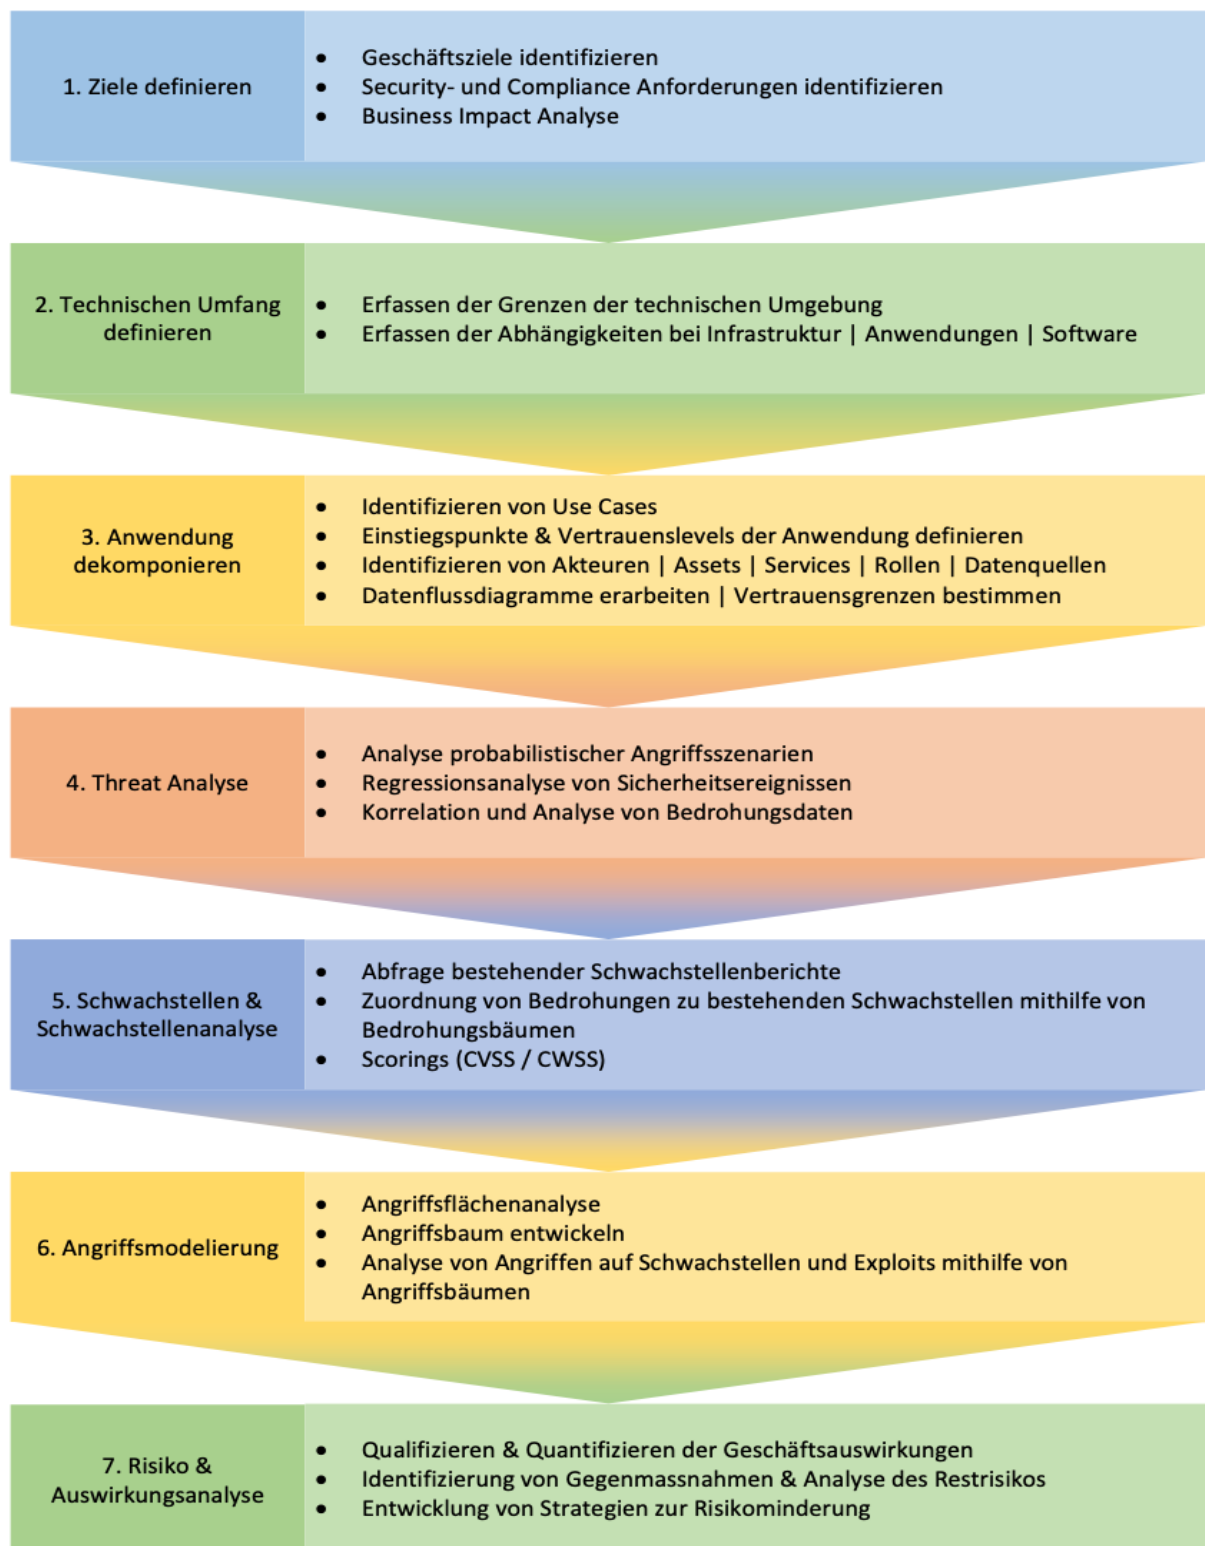 1. Ziele definieren
• Geschäftsziele identifizieren
• Security- und Compliance Anforderungen identifizieren
• Business Impact Analyse
2. Technischen Umfang
definieren
• Erfassen der Grenzen der technischen Umgebung
• Erfassen der Abhängigkeiten bei Infrastruktur | Anwendungen | Software
3. Anwendung
dekomponieren
• Identifizieren von Use Cases
• Einstiegspunkte & Vertrauenslevels der Anwendung definieren
• Identifizieren von Akteuren | Assets | Services | Rollen | Datenquellen
• Datenflussdiagramme erarbeiten | Vertrauensgrenzen bestimmen
4. Threat Analyse
• Analyse probabilistischer Angriffsszenarien
• Regressionsanalyse von Sicherheitsereignissen
• Korrelation und Analyse von Bedrohungsdaten
5. Schwachstellen &
Schwachstellenanalyse
• Abfrage bestehender Schwachstellenberichte
• Zuordnung von Bedrohungen zu bestehenden Schwachstellen mithilfe von
Bedrohungsbäumen
• Scorings (CVSS / CWSS)
6. Angriffsmodelierung
• Angriffsflächenanalyse
• Angriffsbaum entwickeln
• Analyse von Angriffen auf Schwachstellen und Exploits mithilfe von
Angriffsbäumen
7. Risiko &
Auswirkungsanalyse
• Qualifizieren & Quantifizieren der Geschäftsauswirkungen
• Identifizierung von Gegenmassnahmen & Analyse des Restrisikos
• Entwicklung von Strategien zur Risikominderung